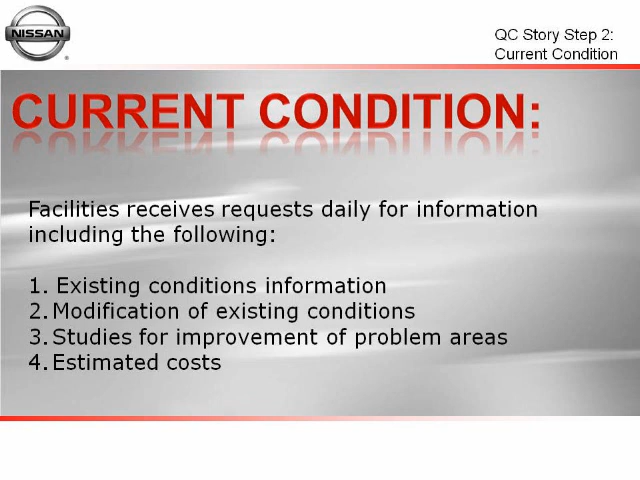 NISSAN
QC Story Step 2:
Current Condition
CURRENT CONDITION:
Facilities receives requests daily for information
including the following:
1. Existing conditions information
2. Modification of existing conditions
3. Studies for improvement of problem areas
4. Estimated costs